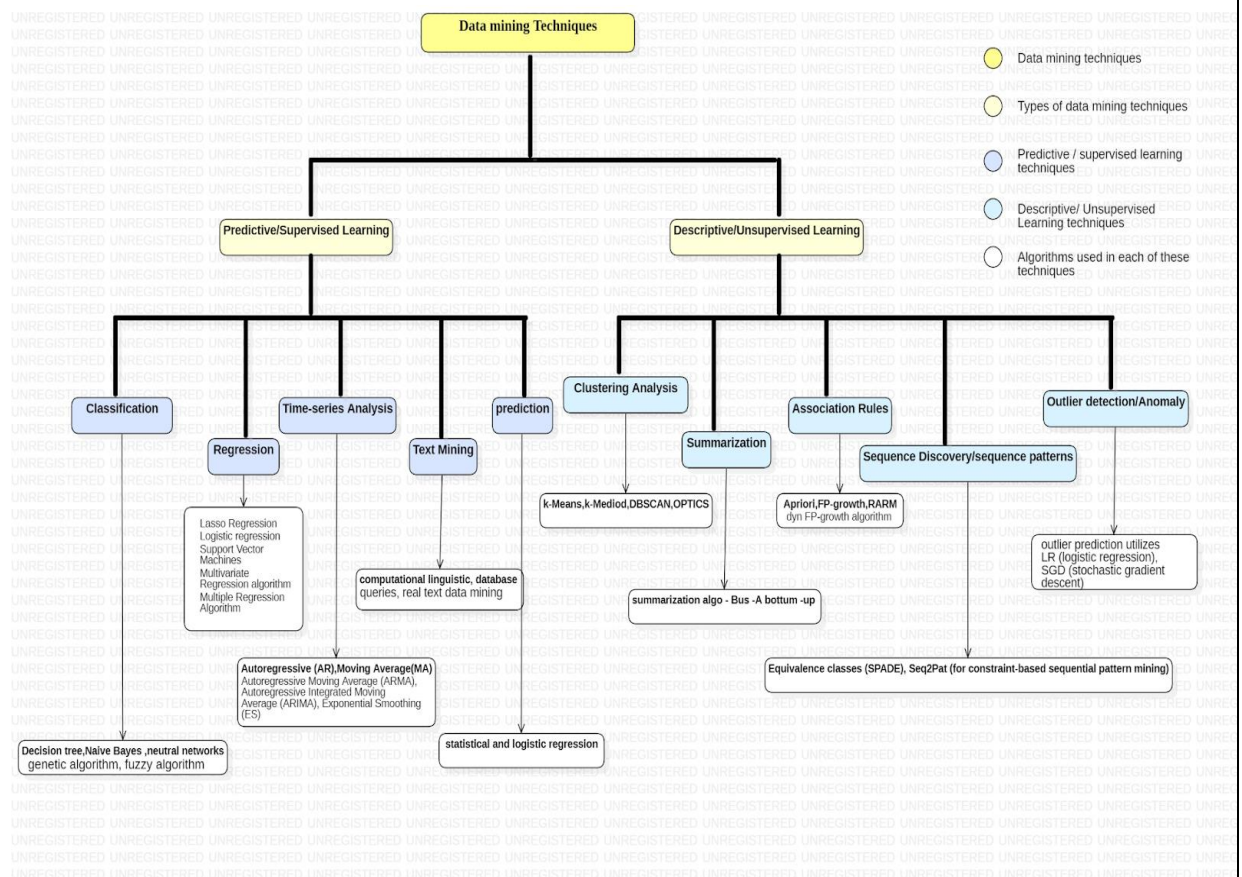 Data mining Techniques
Data mining techniques
Types of data mining techniques
Predictive / supervised learning
techniques
Descriptive/ Unsupervised
Learning techniques
Algorithms used in each of these
techniques
Predictive/Supervised Learning
Descriptive/Unsupervised Learning
Classification
Regression
Time-series Analysis
Text Mining
prediction
Clustering Analysis
Summarization
Association Rules
Sequence Discovery/sequence patterns
Outlier detection/Anomaly
Lasso Regression
Logistic regression
Support Vector
Machines
Multivariate
Regression algorithm
Multiple Regression
Algorithm
k-Means,k-Mediod,DBSCAN,OPTICS
Apriori,FP-growth,RARM
dyn FP-growth algorithm
outlier prediction utilizes
LR (logistic regression),
SGD (stochastic gradient
descent)
computational linguistic, database
queries, real text data mining
summarization algo - Bus -A bottum -up
Autoregressive (AR),Moving Average(MA)
Autoregressive Moving Average (ARMA),
Autoregressive Integrated Moving
Average (ARIMA), Exponential Smoothing
(ES)
Equivalence classes (SPADE), Seq2Pat (for constraint-based sequential pattern mining)
Decision tree,Naive Bayes ,neutral networks
genetic algorithm, fuzzy algorithm
statistical and logistic regression